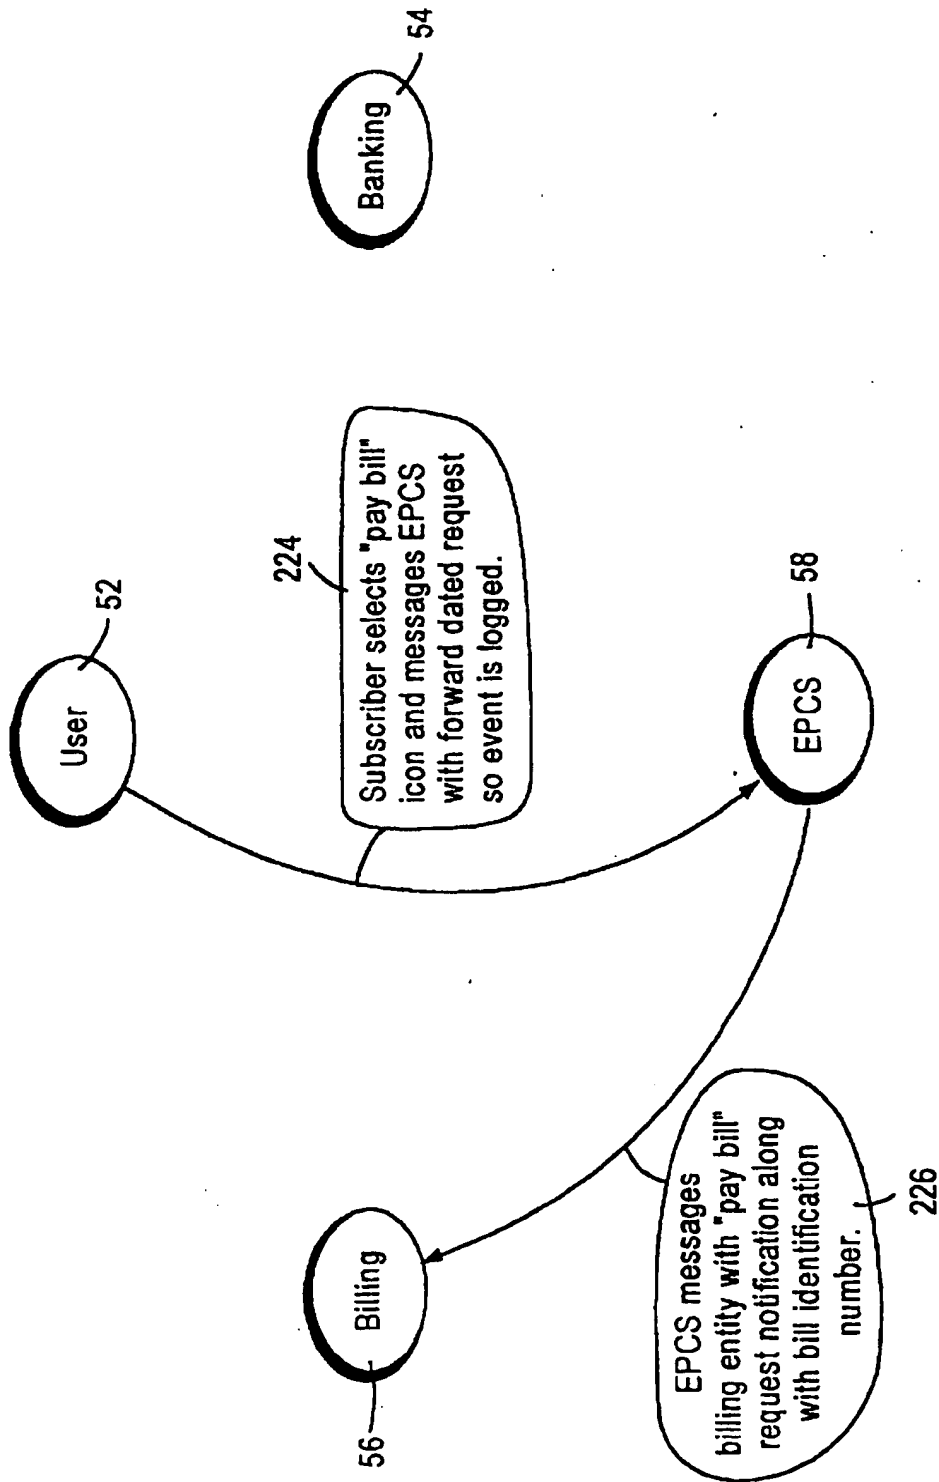 User
52
Subscriber selects "pay bill"
icon and messages EPCS
with forward dated request
so event is logged.
224
Billing
56
Banking
54
EPCS messages
billing entity with "pay bill"
request notification along
with bill identification
number.
226
EPCS
58